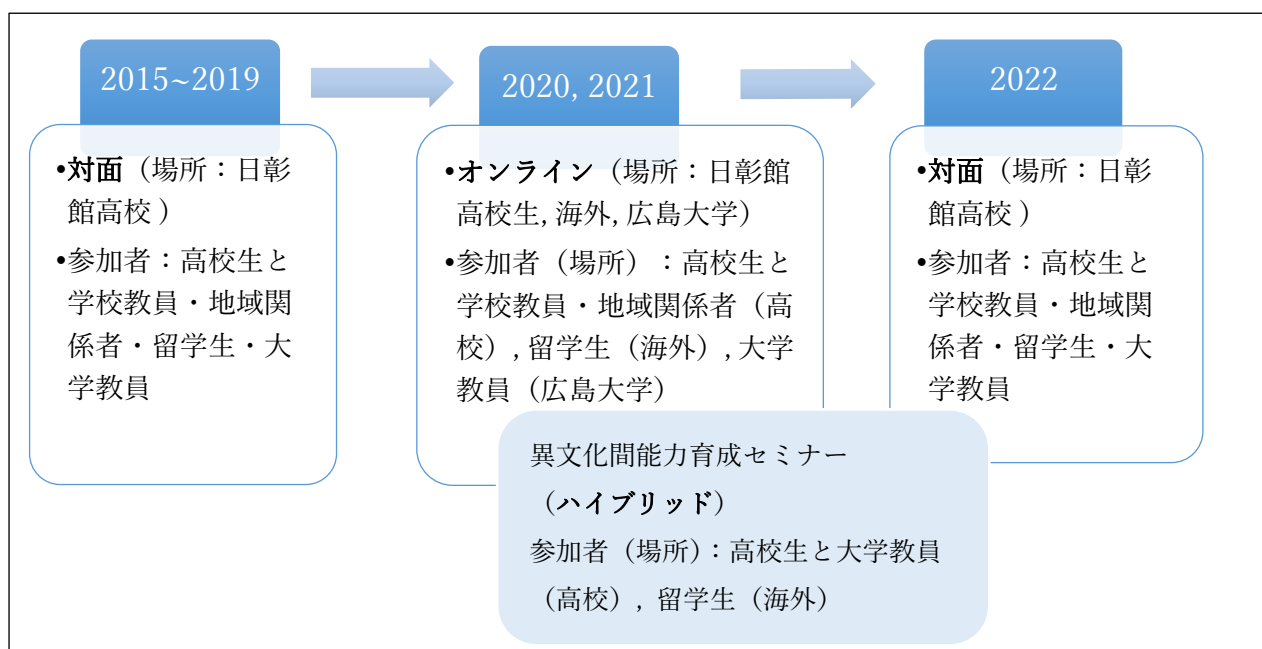 2015~2019
•対面（場所：日彰
館高校）
•参加者：高校生と
学校教員・地域関
係者・留学生・大
学教員
2020, 2021
•オンライン（場所：日彰館
高校生, 海外, 広島大学）
•参加者（場所）：高校生と
学校教員・地域関係者（高
校）, 留学生（海外）, 大学
教員（広島大学）
異文化間能力育成セミナー
（ハイブリッド）
参加者（場所）：高校生と大学教員
（高校）, 留学生（海外）
2022
•対面（場所：日彰
館高校）
•参加者：高校生と
学校教員・地域関
係者・留学生・大
学教員